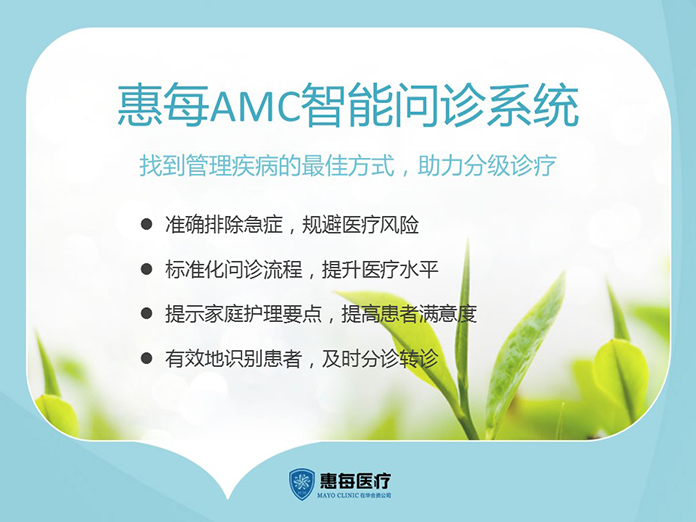 惠每AMC智能问诊系统
找到管理疾病的最佳方式，助力分级诊疗
● 准确排除急症，规避医疗风险
● 标准化问诊流程，提升医疗水平
● 提示家庭护理要点，提高患者满意度
● 有效地识别患者，及时分诊转诊
惠每医疗
MAYO CLINIC 在华合资公司